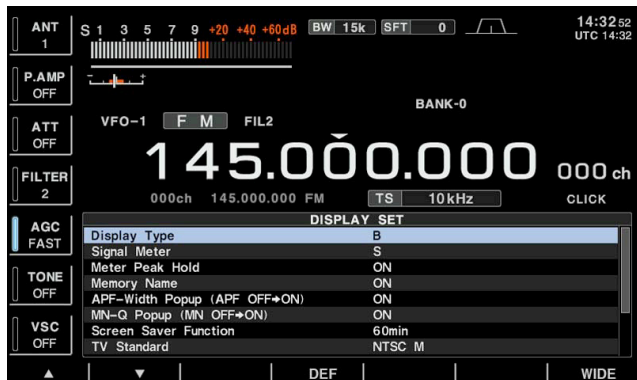 ANT
1
S 1 3 5 7 9 +20 +40 +60dB
BW 15k SFT 0
14:32 52
UTC 14:32
P.AMP
OFF
BANK-0
ATT
OFF
VFO-1 FM FIL2
145.000.000 000 ch
FILTER
2
000ch 145.000.000 FM TS 10kHz CLICK
AGC
FAST
DISPLAY SET
Display Type B
Signal Meter S
Meter Peak Hold ON
TONE
OFF
Memory Name ON
APF-Width Popup (APF OFF➔ON) ON
MN-Q Popup (MN OFF➔ON) ON
VSC
OFF
Screen Saver Function 60min
TV Standard NTSC M
▲ ▼ DEF WIDE